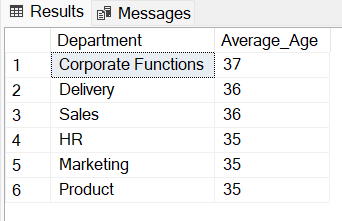 Results Messages
Department Average_Age
1 Corporate Functions 37
2 Delivery 36
3 Sales 36
4 HR 35
5 Marketing 35
6 Product 35